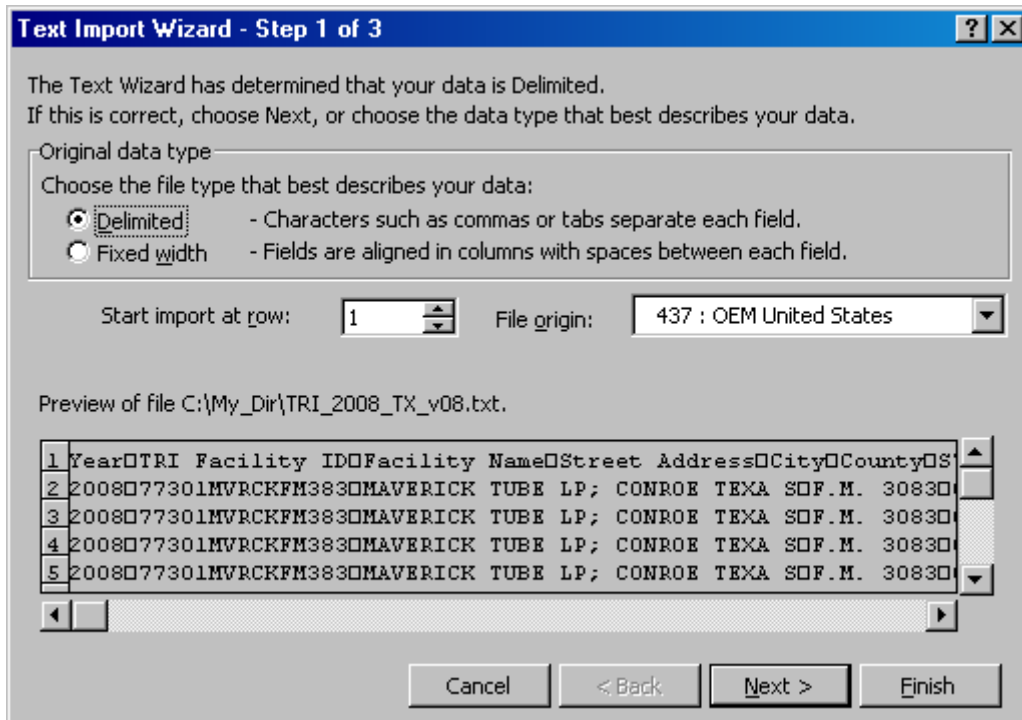 Text Import Wizard - Step 1 of 3
The Text Wizard has determined that your data is Delimited.
If this is correct, choose Next, or choose the data type that best describes your data.
Original data type
Choose the file type that best describes your data:
Delimited - Characters such as commas or tabs separate each field.
Fixed width - Fields are aligned in columns with spaces between each field.
Start import at row: 1 File origin: 437 : OEM United States
Preview of file C:\My_Dir\TRI_2008_TX_v08.txt.
1 Year□TRI Facility ID□Facility Name□Street Address□City□County□S
2 2008□77301MVRCKFM383□MAVERICK TUBE LP; CONROE TEXA S□F.M. 3083□
3 2008□77301MVRCKFM383□MAVERICK TUBE LP; CONROE TEXA S□F.M. 3083□
4 2008□77301MVRCKFM383□MAVERICK TUBE LP; CONROE TEXA S□F.M. 3083□
5 2008□77301MVRCKFM383□MAVERICK TUBE LP; CONROE TEXA S□F.M. 3083□
Cancel < Back Next > Finish